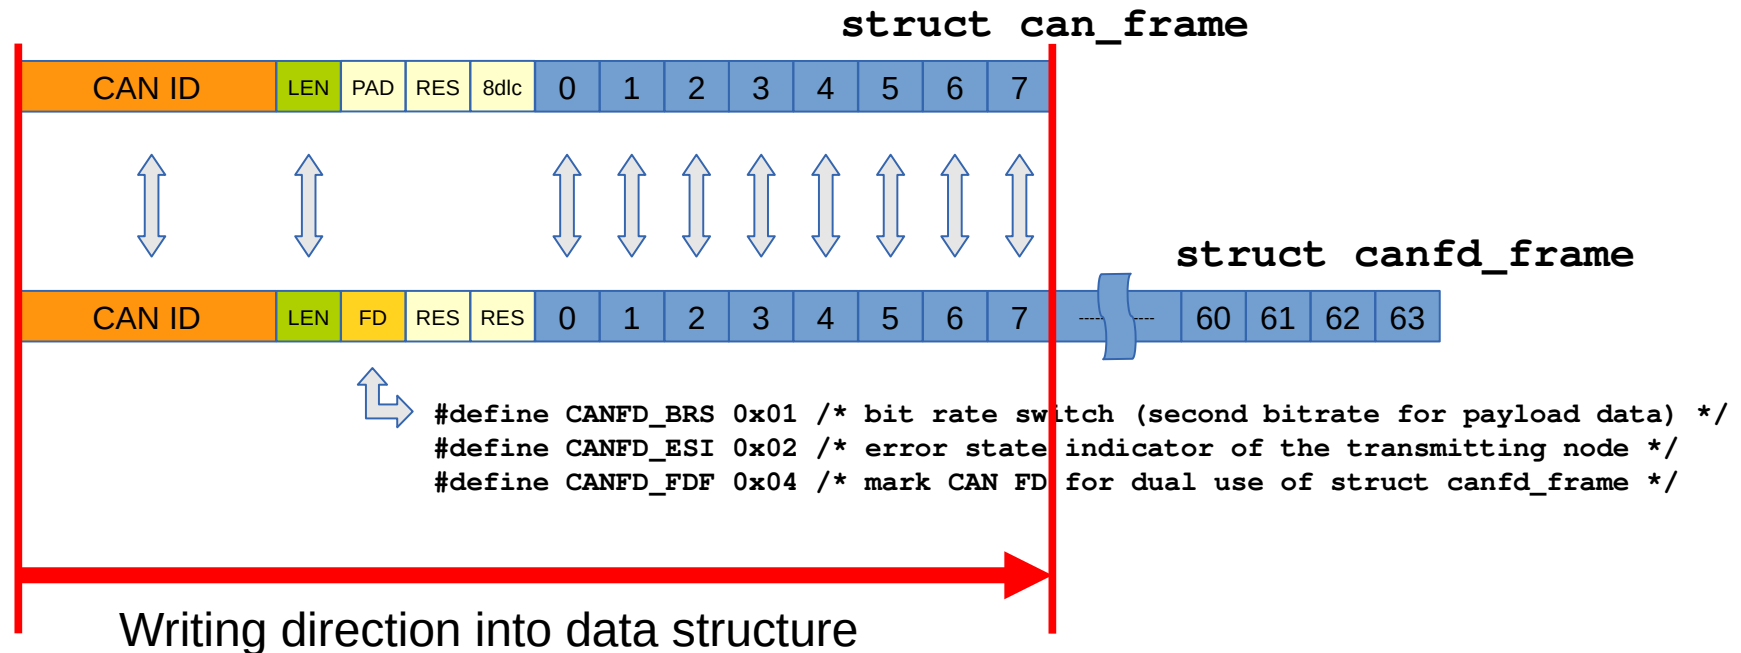 struct can_frame
CAN ID LEN PAD RES 8dlc 0 1 2 3 4 5 6 7
struct canfd_frame
CAN ID LEN FD RES RES 0 1 2 3 4 5 6 7 ---------- 60 61 62 63
#define CANFD_BRS 0x01 /* bit rate switch (second bitrate for payload data) */
#define CANFD_ESI 0x02 /* error state indicator of the transmitting node */
#define CANFD_FDF 0x04 /* mark CAN FD for dual use of struct canfd_frame */
Writing direction into data structure